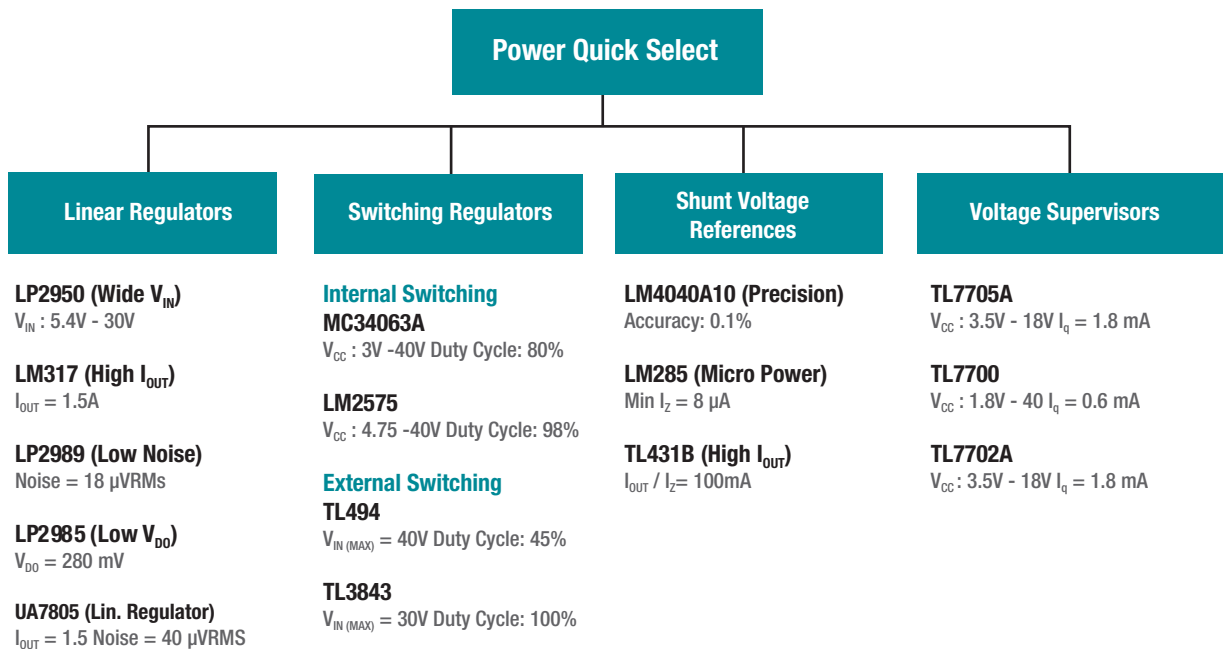 Power Quick Select
Linear Regulators
LP2950 (Wide VIN)
VIN : 5.4V - 30V
LM317 (High IOUT)
IOUT = 1.5A
LP2989 (Low Noise)
Noise = 18 µVRMs
LP2985 (Low VDO)
VDO = 280 mV
UA7805 (Lin. Regulator)
IOUT = 1.5 Noise = 40 µVRMS
Switching Regulators
Internal Switching
MC34063A
VCC : 3V -40V Duty Cycle: 80%
LM2575
VCC : 4.75 -40V Duty Cycle: 98%
External Switching
TL494
VIN (MAX) = 40V Duty Cycle: 45%
TL3843
VIN (MAX) = 30V Duty Cycle: 100%
Shunt Voltage
References
LM4040A10 (Precision)
Accuracy: 0.1%
LM285 (Micro Power)
Min IZ = 8 µA
TL431B (High IOUT)
IOUT / IZ= 100mA
Voltage Supervisors
TL7705A
VCC : 3.5V - 18V Iq = 1.8 mA
TL7700
VCC : 1.8V - 40 Iq = 0.6 mA
TL7702A
VCC : 3.5V - 18V Iq = 1.8 mA